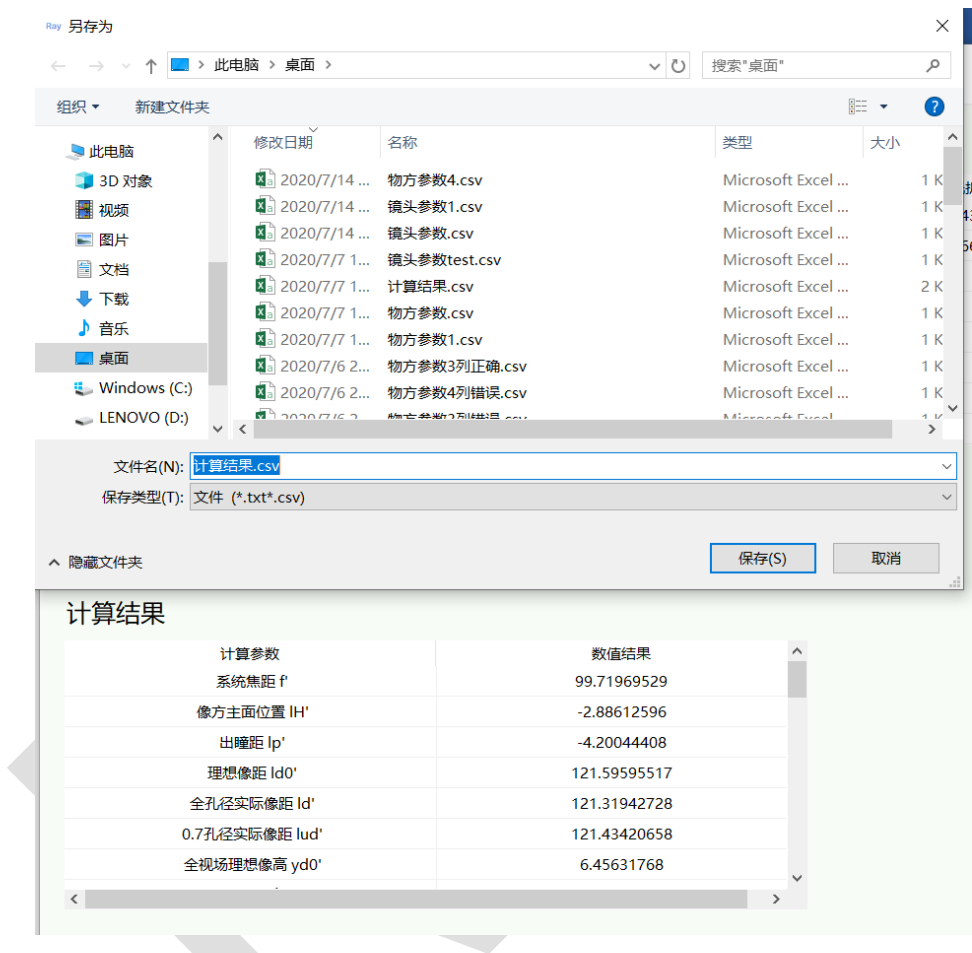 Ray 另存为
此电脑 > 桌面 >
搜索"桌面"
组织 新建文件夹
修改日期 名称 类型 大小
此电脑
3D 对象
视频
图片
文档
下载
音乐
桌面
Windows (C:)
LENOVO (D:)
2020/7/14 ... 物方参数4.csv Microsoft Excel ... 1 K
2020/7/14 ... 镜头参数1.csv Microsoft Excel ... 1 K
2020/7/14 ... 镜头参数.csv Microsoft Excel ... 1 K
2020/7/7 1... 镜头参数test.csv Microsoft Excel ... 1 K
2020/7/7 1... 计算结果.csv Microsoft Excel ... 2 K
2020/7/7 1... 物方参数.csv Microsoft Excel ... 1 K
2020/7/7 1... 物方参数1.csv Microsoft Excel ... 1 K
2020/7/6 2... 物方参数3列正确.csv Microsoft Excel ... 1 K
2020/7/6 2... 物方参数4列错误.csv Microsoft Excel ... 1 K
文件名(N): 计算结果.csv
保存类型(T): 文件 (*.txt*.csv)
隐藏文件夹
保存(S) 取消
计算结果
计算参数 数值结果
系统焦距 f' 99.71969529
像方主面位置 lH' -2.88612596
出瞳距 lp' -4.20044408
理想像距 ld0' 121.59595517
全孔径实际像距 ld' 121.31942728
0.7孔径实际像距 lud' 121.43420658
全视场理想像高 yd0' 6.45631768